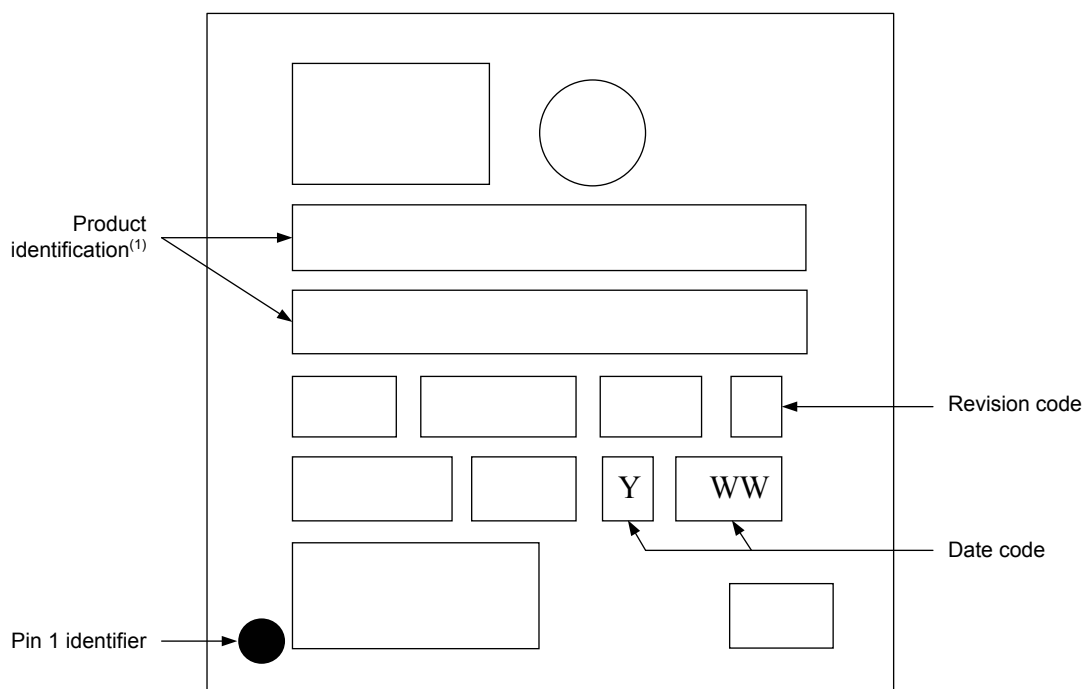 Product
identification(1)
Revision code
Y WW
Date code
Pin 1 identifier